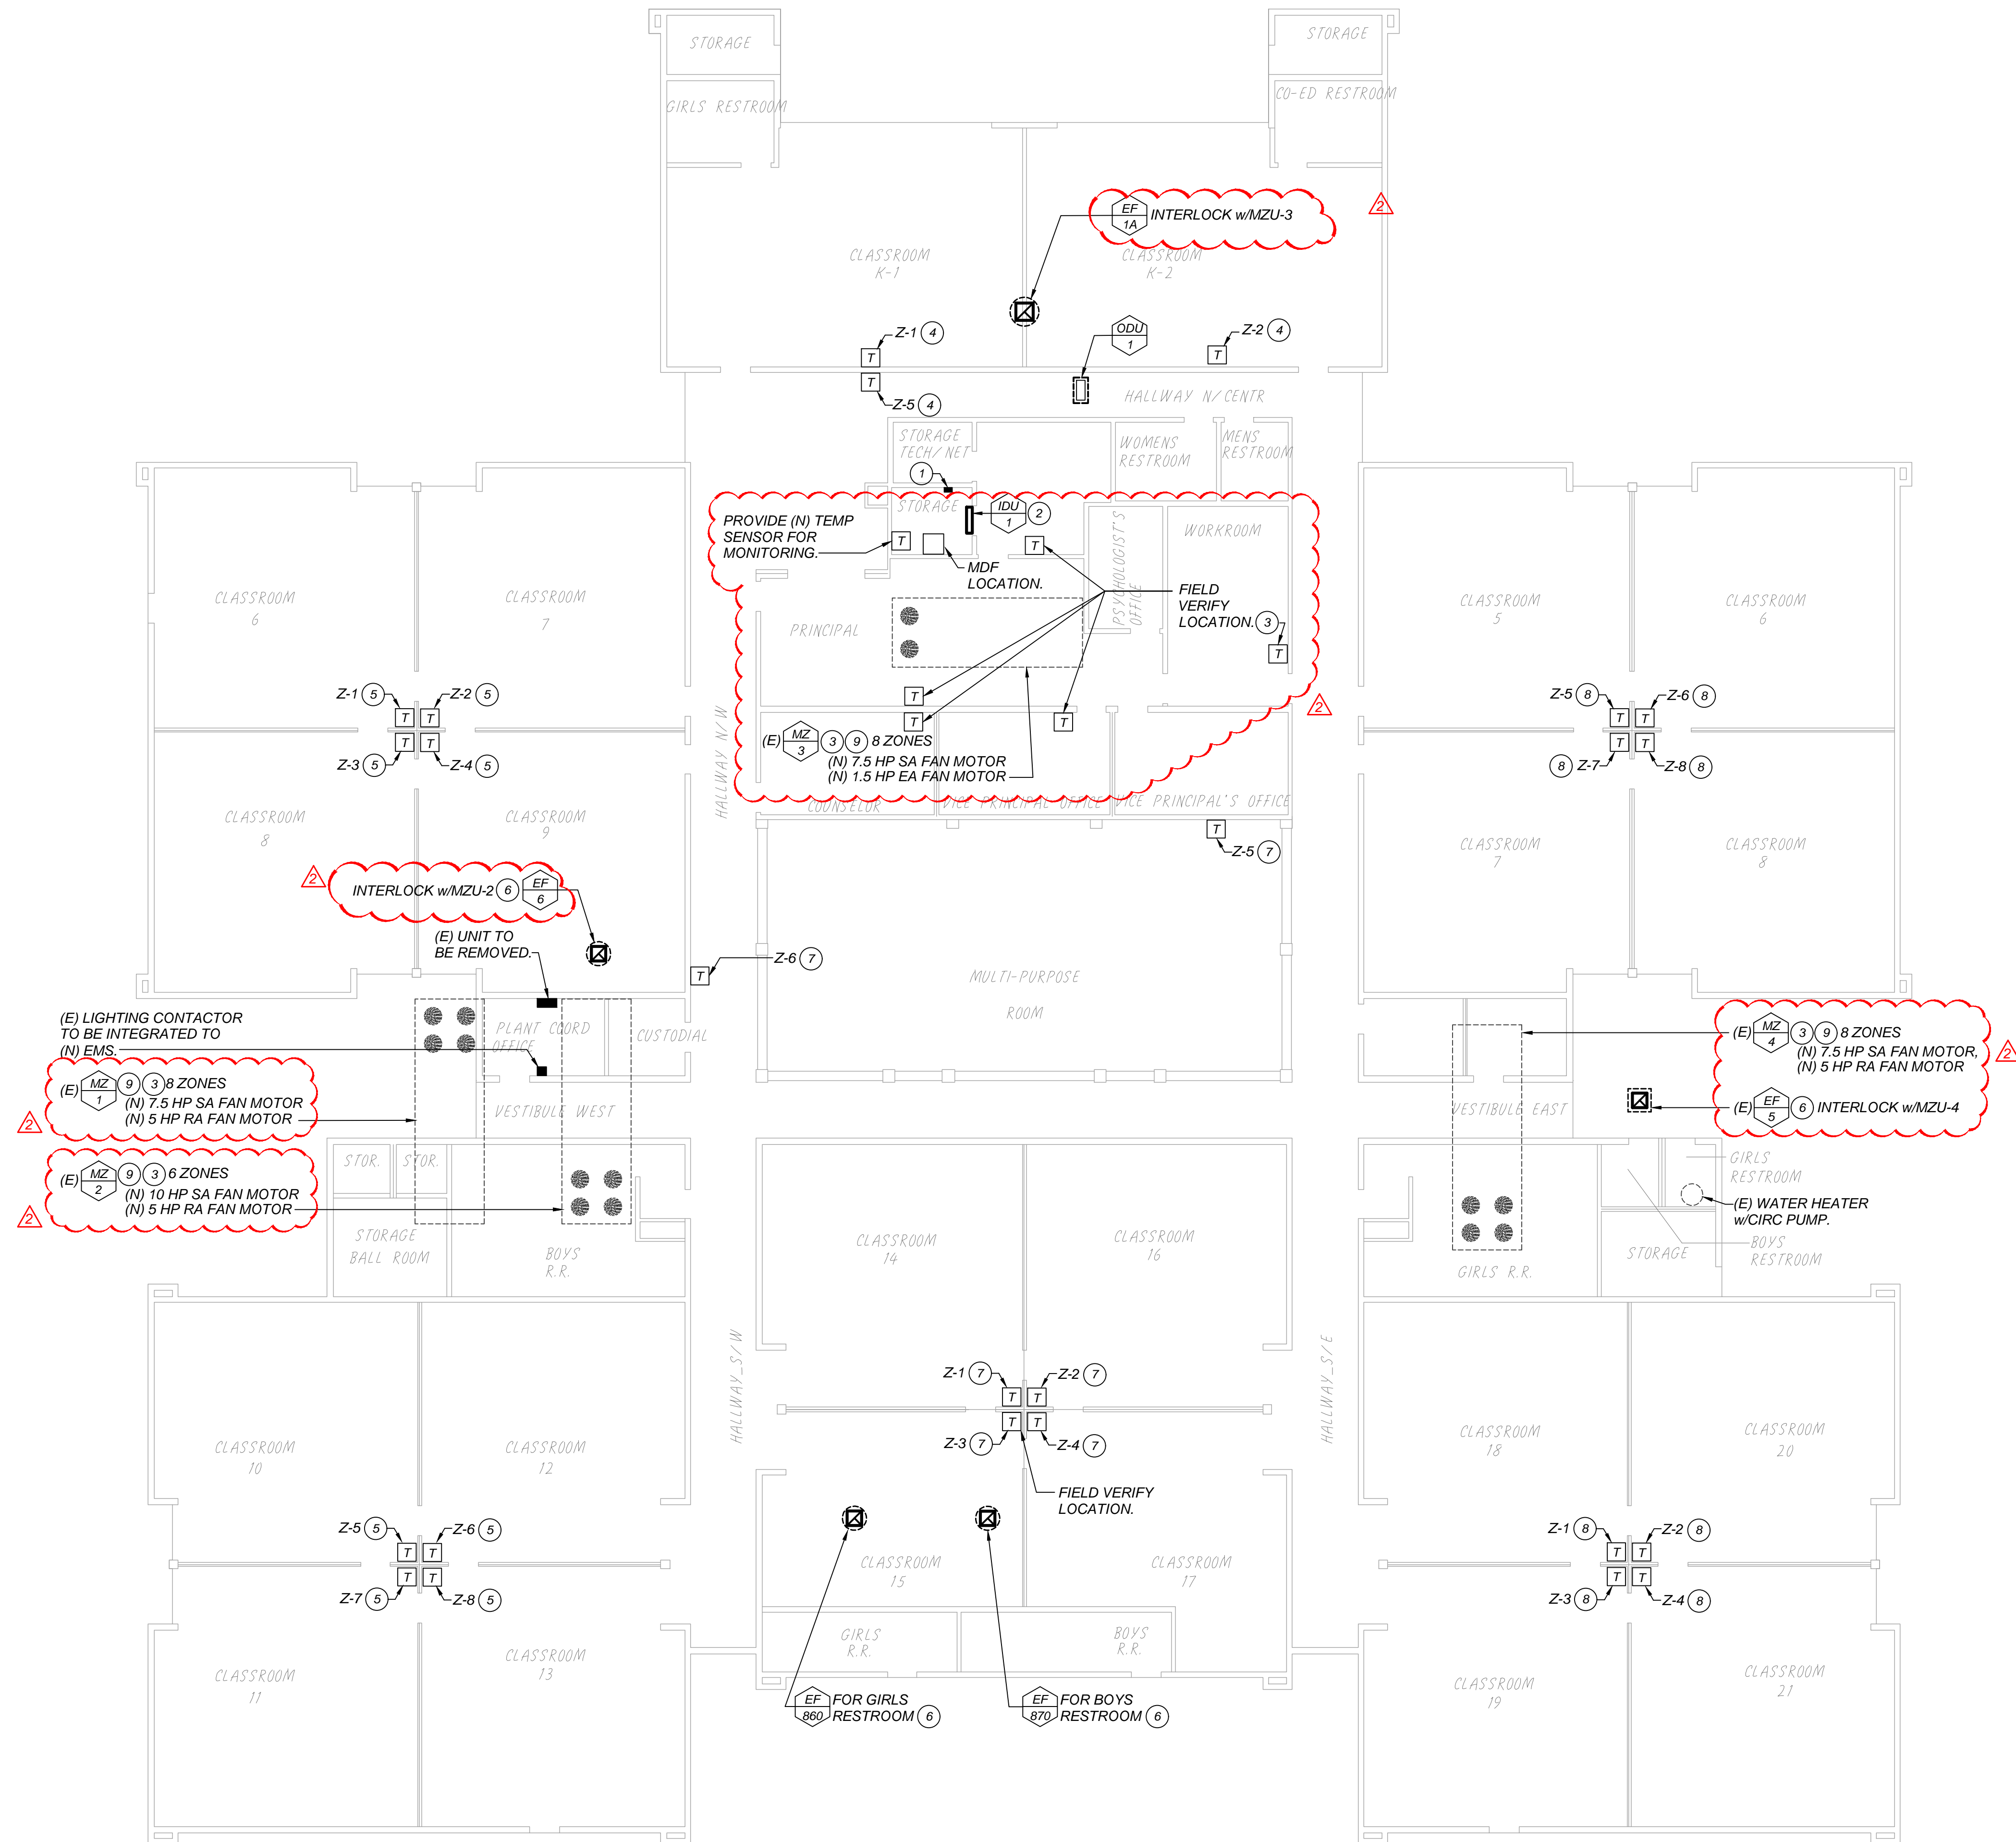 STORAGE
STORAGE
GIRLS RESTROOM
CO-ED RESTROOM
EF
1A
INTERLOCK w/MZU-3
2
CLASSROOM
K-1
CLASSROOM
K-2
Z-1 4
T
ODU
1
Z-2 4
T
T
Z-5 4
HALLWAY N/CENTR
STORAGE
TECH/NET
WOMENS
RESTROOM
MENS
RESTROOM
1
STORAGE
IDU
1
2
PROVIDE (N) TEMP
SENSOR FOR
MONITORING.
T
T
MDF
LOCATION.
PSYCHOLOGIST'S
OFFICE
WORKROOM
FIELD
VERIFY
LOCATION.
3
T
PRINCIPAL
T
T
T
2
(E) MZ
3
3 9 8 ZONES
(N) 7.5 HP SA FAN MOTOR
(N) 1.5 HP EA FAN MOTOR
HALLWAY N/W
COUNSELOR
VICE PRINCIPAL OFFICE
VICE PRINCIPAL'S OFFICE
CLASSROOM
6
CLASSROOM
7
Z-1 5
Z-2 5
T
T
T
T
Z-3 5
Z-4 5
CLASSROOM
8
CLASSROOM
9
CLASSROOM
5
CLASSROOM
6
Z-5 8
Z-6 8
T
T
T
T
8 Z-7
Z-8 8
CLASSROOM
7
CLASSROOM
8
T
Z-5 7
2
INTERLOCK w/MZU-2 6
EF
6
(E) UNIT TO
BE REMOVED.
T
Z-6 7
MULTI-PURPOSE
ROOM
(E) LIGHTING CONTACTOR
TO BE INTEGRATED TO
(N) EMS.
PLANT COORD
OFFICE
CUSTODIAL
(E) MZ
1
9 3 8 ZONES
(N) 7.5 HP SA FAN MOTOR
(N) 5 HP RA FAN MOTOR
2
VESTIBULE WEST
(E) MZ
2
9 3 6 ZONES
(N) 10 HP SA FAN MOTOR
(N) 5 HP RA FAN MOTOR
2
STOR.
STOR.
STORAGE
BALL ROOM
BOYS
R.R.
(E) MZ
4
3 9 8 ZONES
(N) 7.5 HP SA FAN MOTOR,
(N) 5 HP RA FAN MOTOR
2
(E) EF
5
6 INTERLOCK w/MZU-4
VESTIBULE EAST
GIRLS
RESTROOM
(E) WATER HEATER
w/CIRC PUMP.
BOYS
RESTROOM
STORAGE
GIRLS R.R.
CLASSROOM
14
CLASSROOM
16
HALLWAY_S/W
HALLWAY_S/E
Z-1 7
Z-2 7
T
T
T
T
Z-3 7
Z-4 7
FIELD VERIFY
LOCATION.
CLASSROOM
10
CLASSROOM
12
Z-5 5
Z-6 5
T
T
T
T
Z-7 5
Z-8 5
CLASSROOM
11
CLASSROOM
13
CLASSROOM
15
CLASSROOM
17
GIRLS
R.R.
BOYS
R.R.
EF
860
FOR GIRLS
RESTROOM 6
EF
870
FOR BOYS
RESTROOM 6
CLASSROOM
18
CLASSROOM
20
Z-1 8
Z-2 8
T
T
T
T
Z-3 8
Z-4 8
CLASSROOM
19
CLASSROOM
21